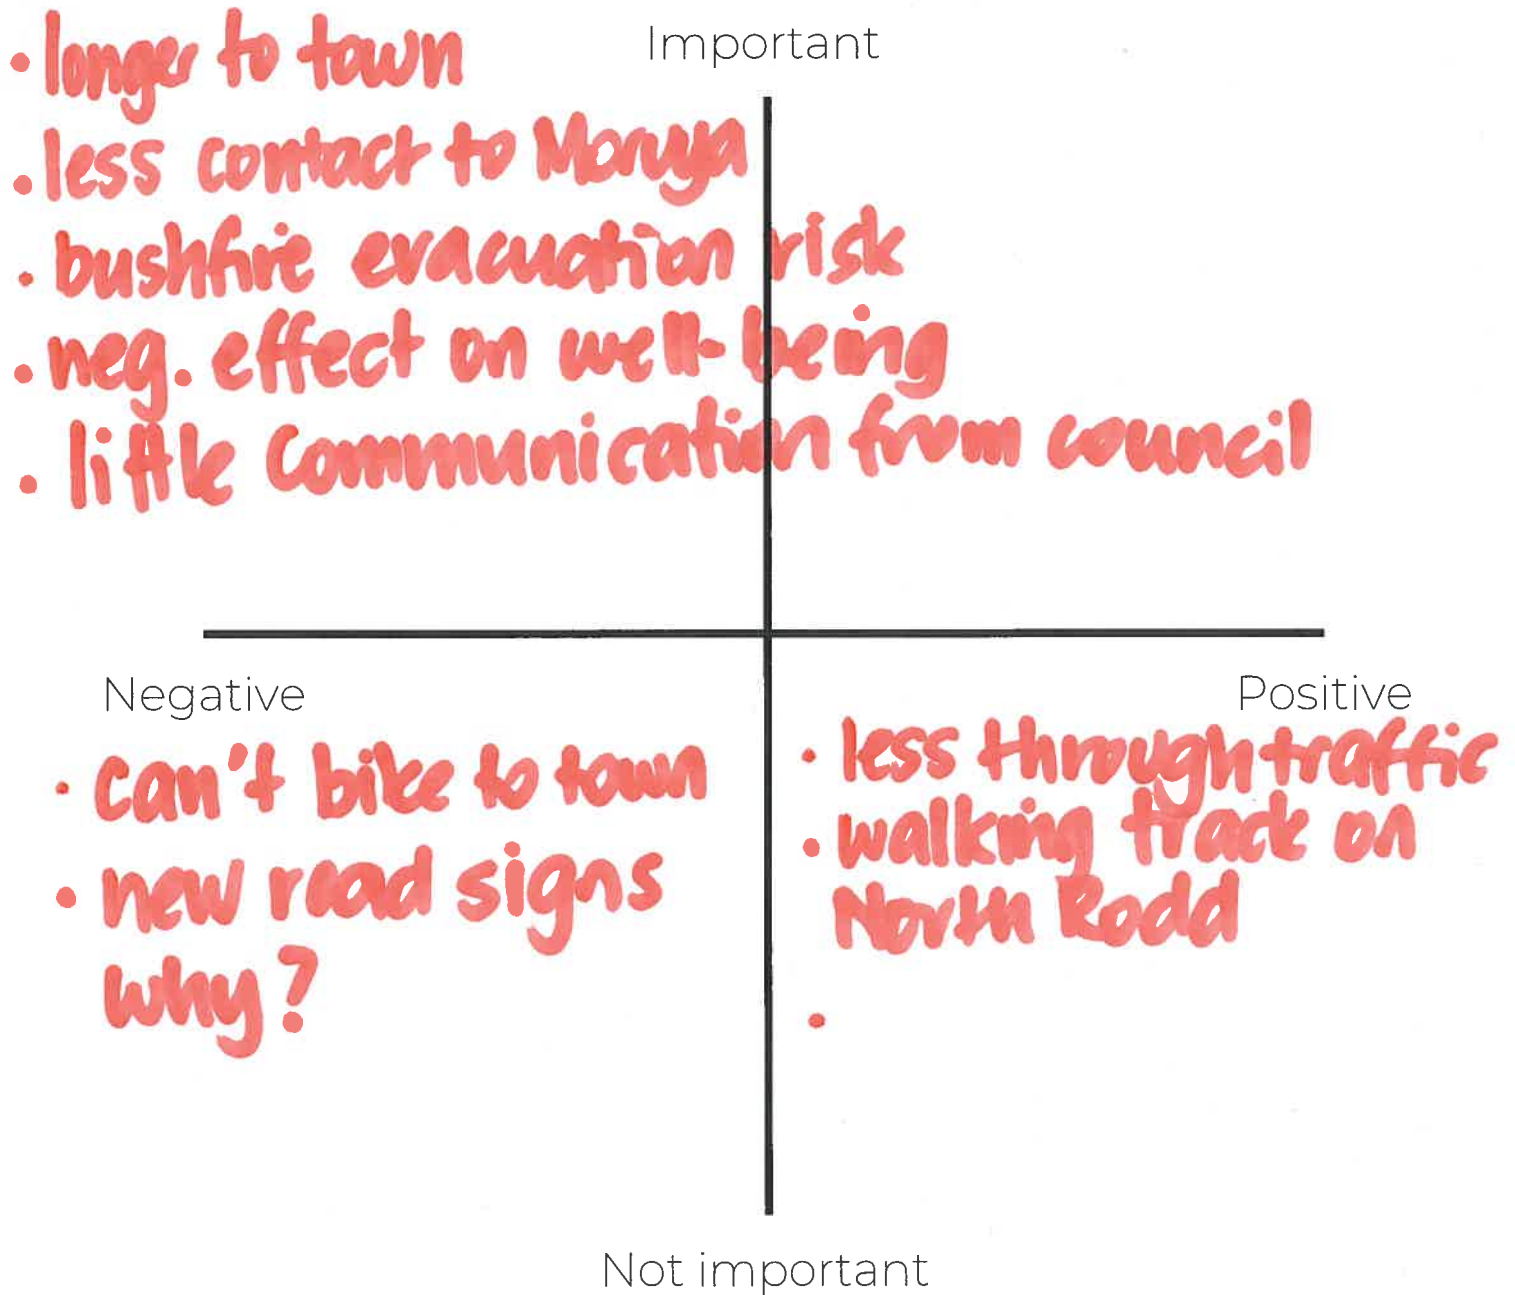 Important
• longer to town
• less contact to Moruya
• bushfire evacuation risk
• neg. effect on well-being
• little communication from council
Negative
Positive
• can't bike to town
• new road signs
why?
• less through traffic
• walking track on
North Rodd
•
Not important